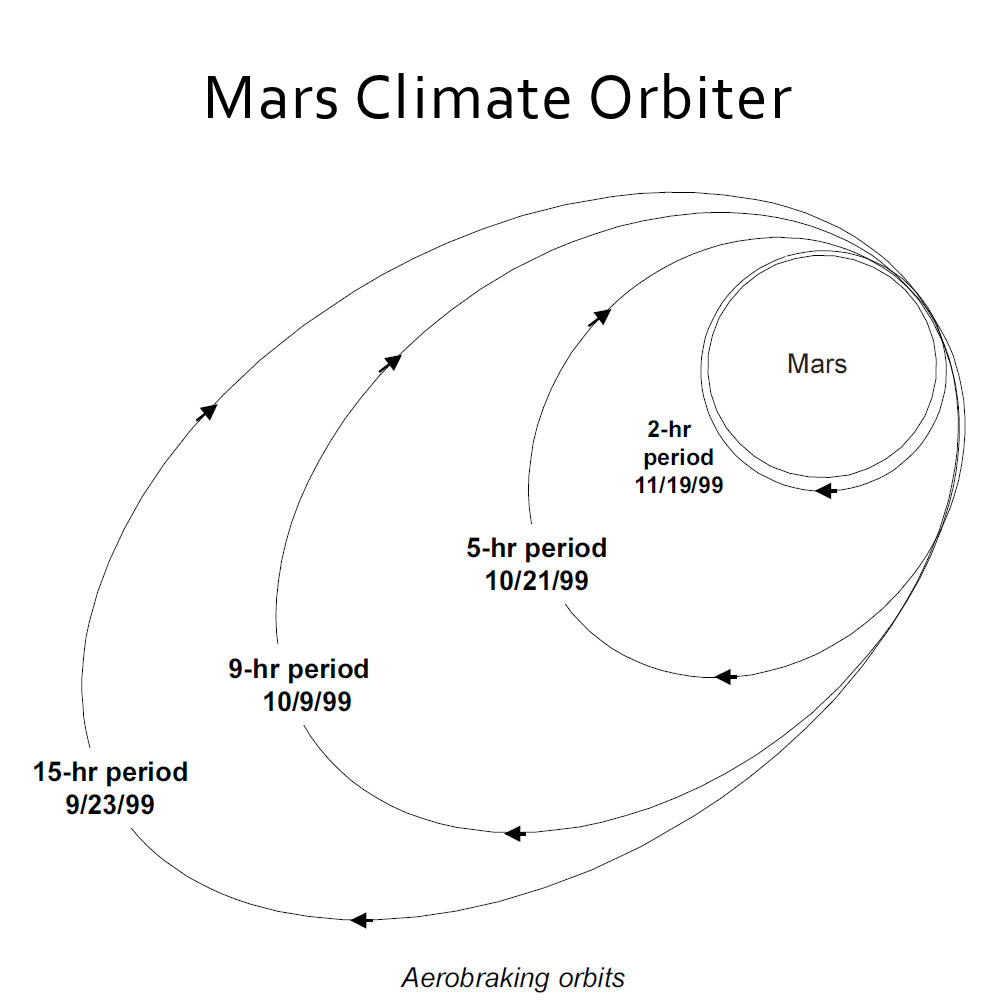 Mars Climate Orbiter
Mars
2-hr
period
11/19/99
5-hr period
10/21/99
9-hr period
10/9/99
15-hr period
9/23/99
Aerobraking orbits